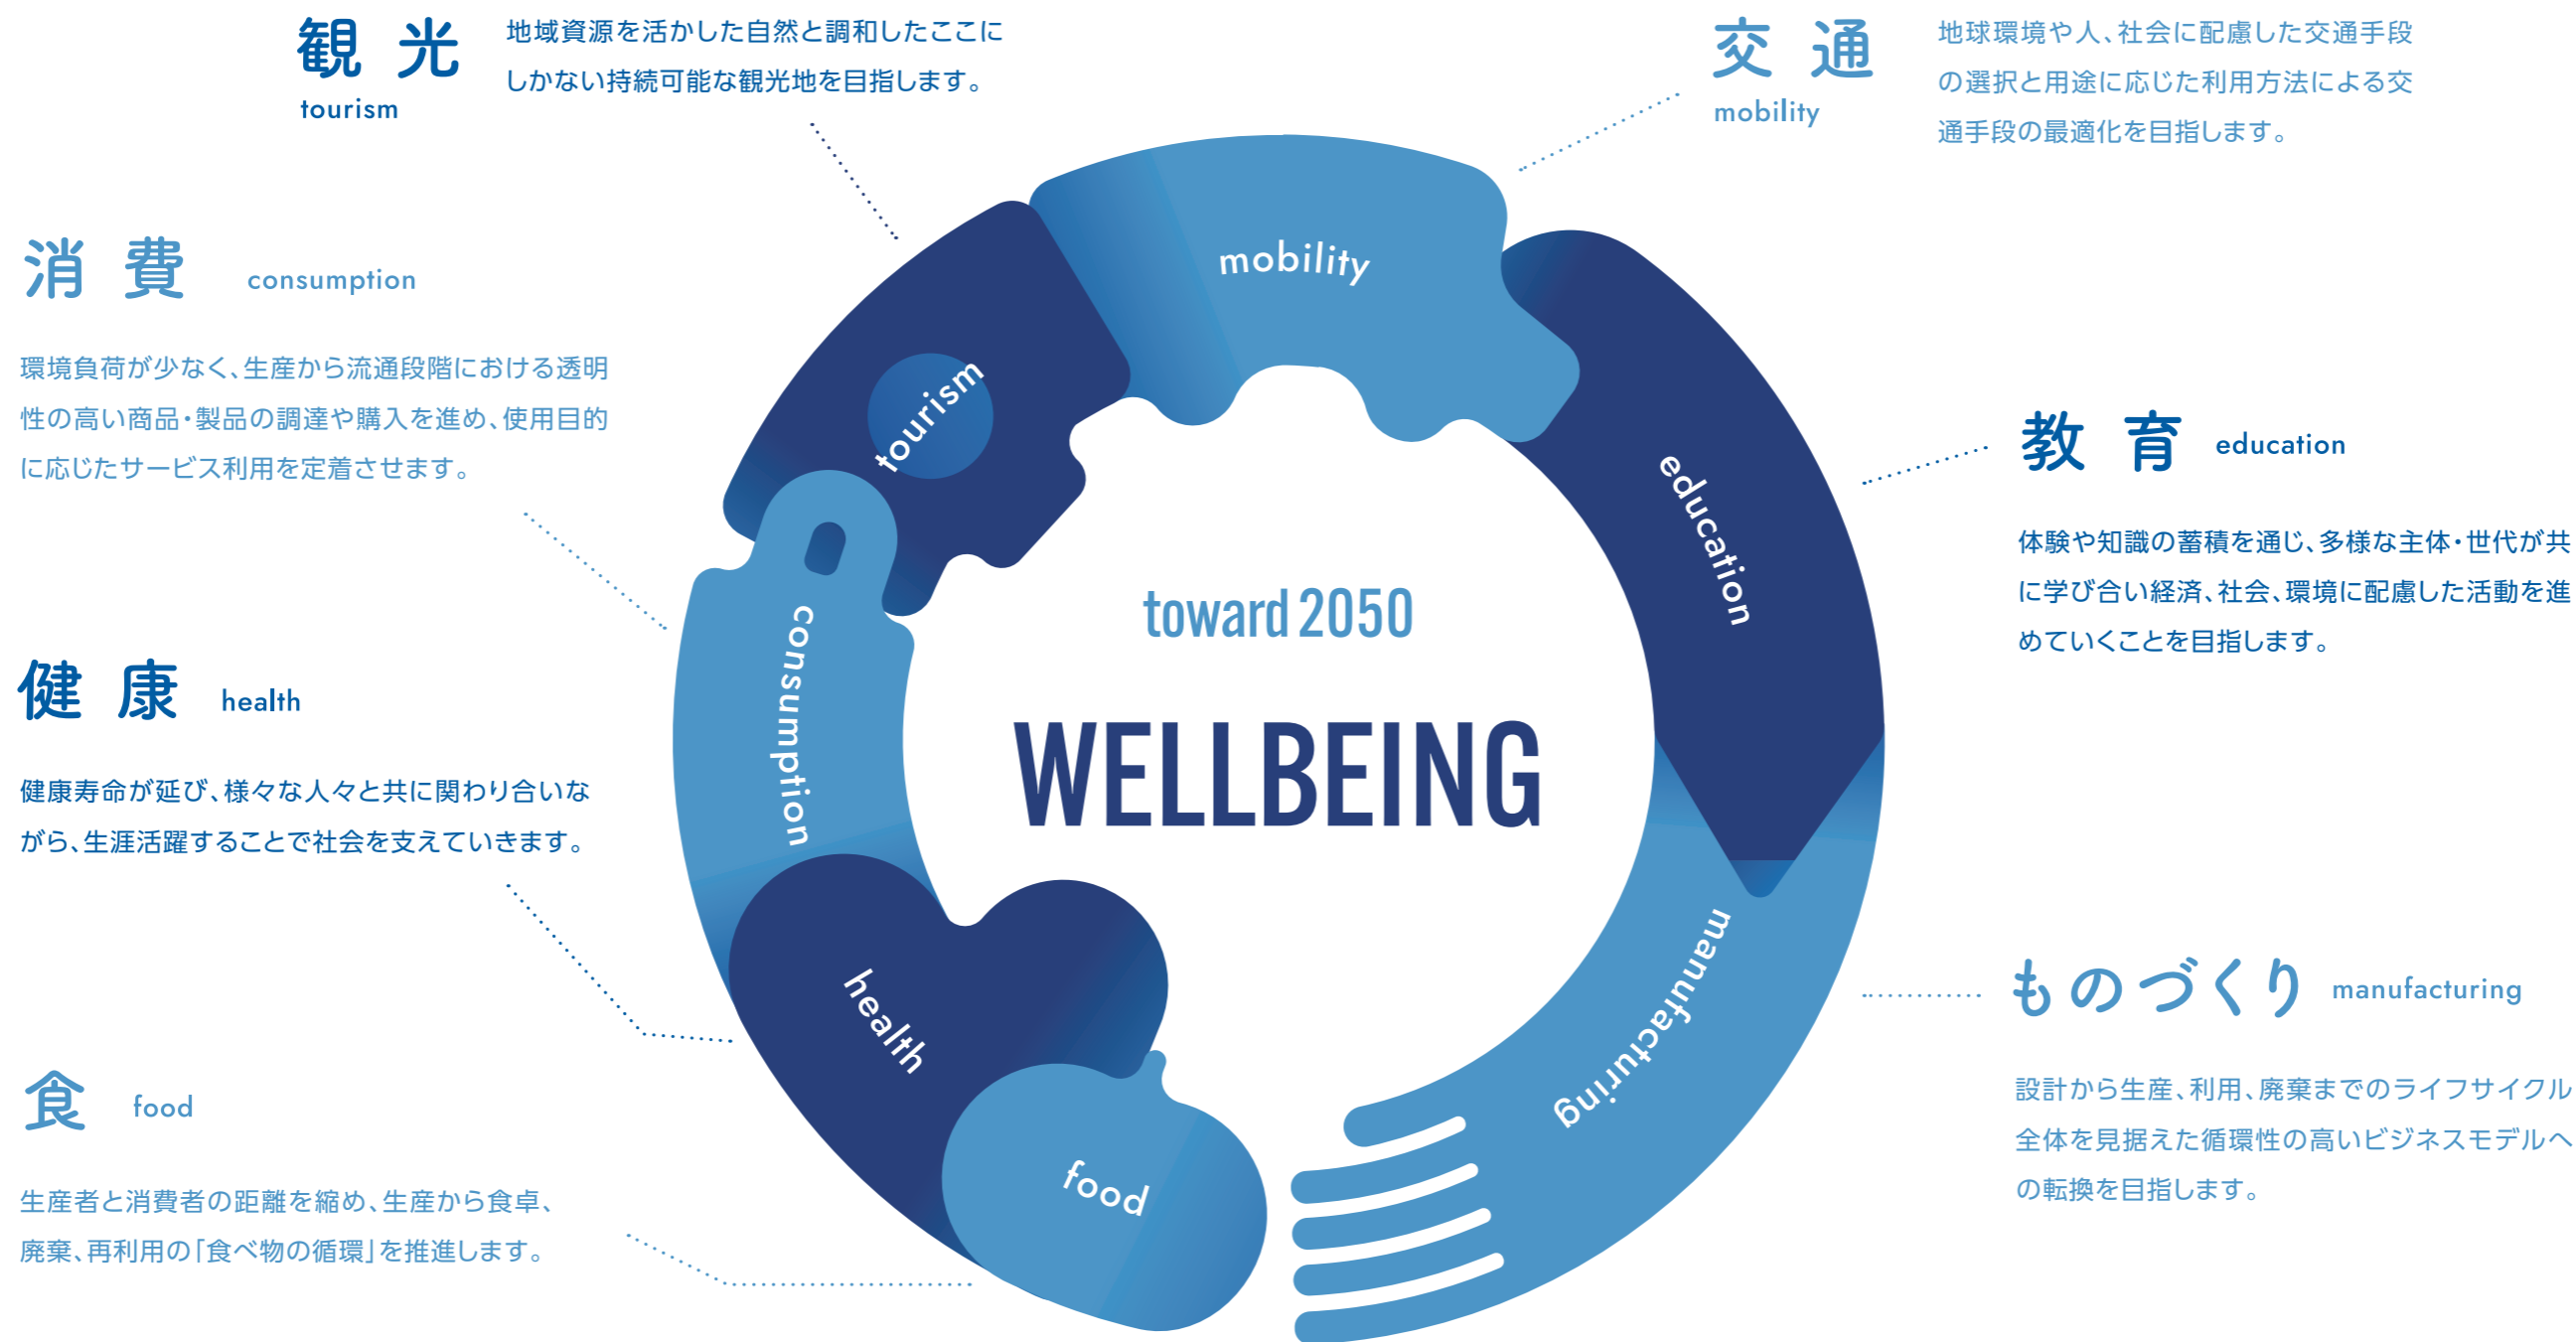 観光
tourism
地域資源を活かした自然と調和したここに
しかない持続可能な観光地を目指します。
交通
mobility
地球環境や人、社会に配慮した交通手段
の選択と用途に応じた利用方法による交
通手段の最適化を目指します。
消費 consumption
環境負荷が少なく、生産から流通段階における透明
性の高い商品・製品の調達や購入を進め、使用目的
に応じたサービス利用を定着させます。
教育 education
体験や知識の蓄積を通じ、多様な主体・世代が共
に学び合い経済、社会、環境に配慮した活動を進
めていくことを目指します。
健康 health
健康寿命が延び、様々な人々と共に関わり合いな
がら、生涯活躍することで社会を支えていきます。
ものづくり manufacturing
設計から生産、利用、廃棄までのライフサイクル
全体を見据えた循環性の高いビジネスモデルへ
の転換を目指します。
食 food
生産者と消費者の距離を縮め、生産から食卓、
廃棄、再利用の「食べ物の循環」を推進します。
mobility
tourism
education
consumption
toward 2050
WELLBEING
health
manufacturing
food